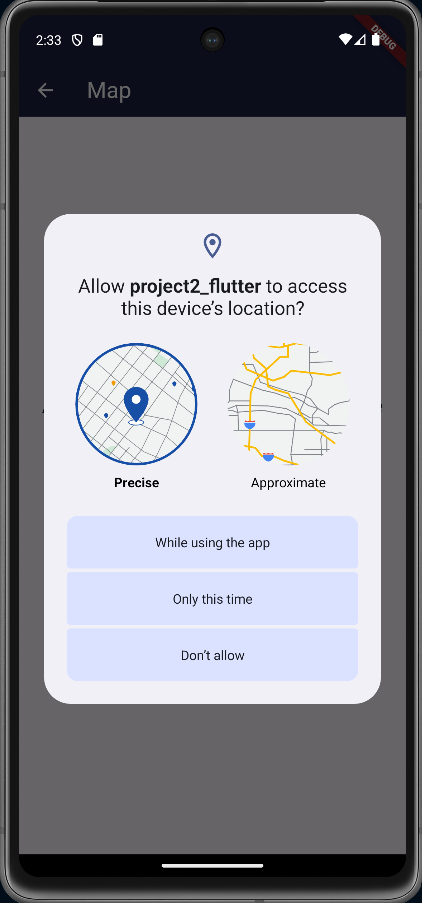 2:33
DEBUG
Map
Allow project2_flutter to access
this device's location?
Precise
Approximate
While using the app
Only this time
Don't allow